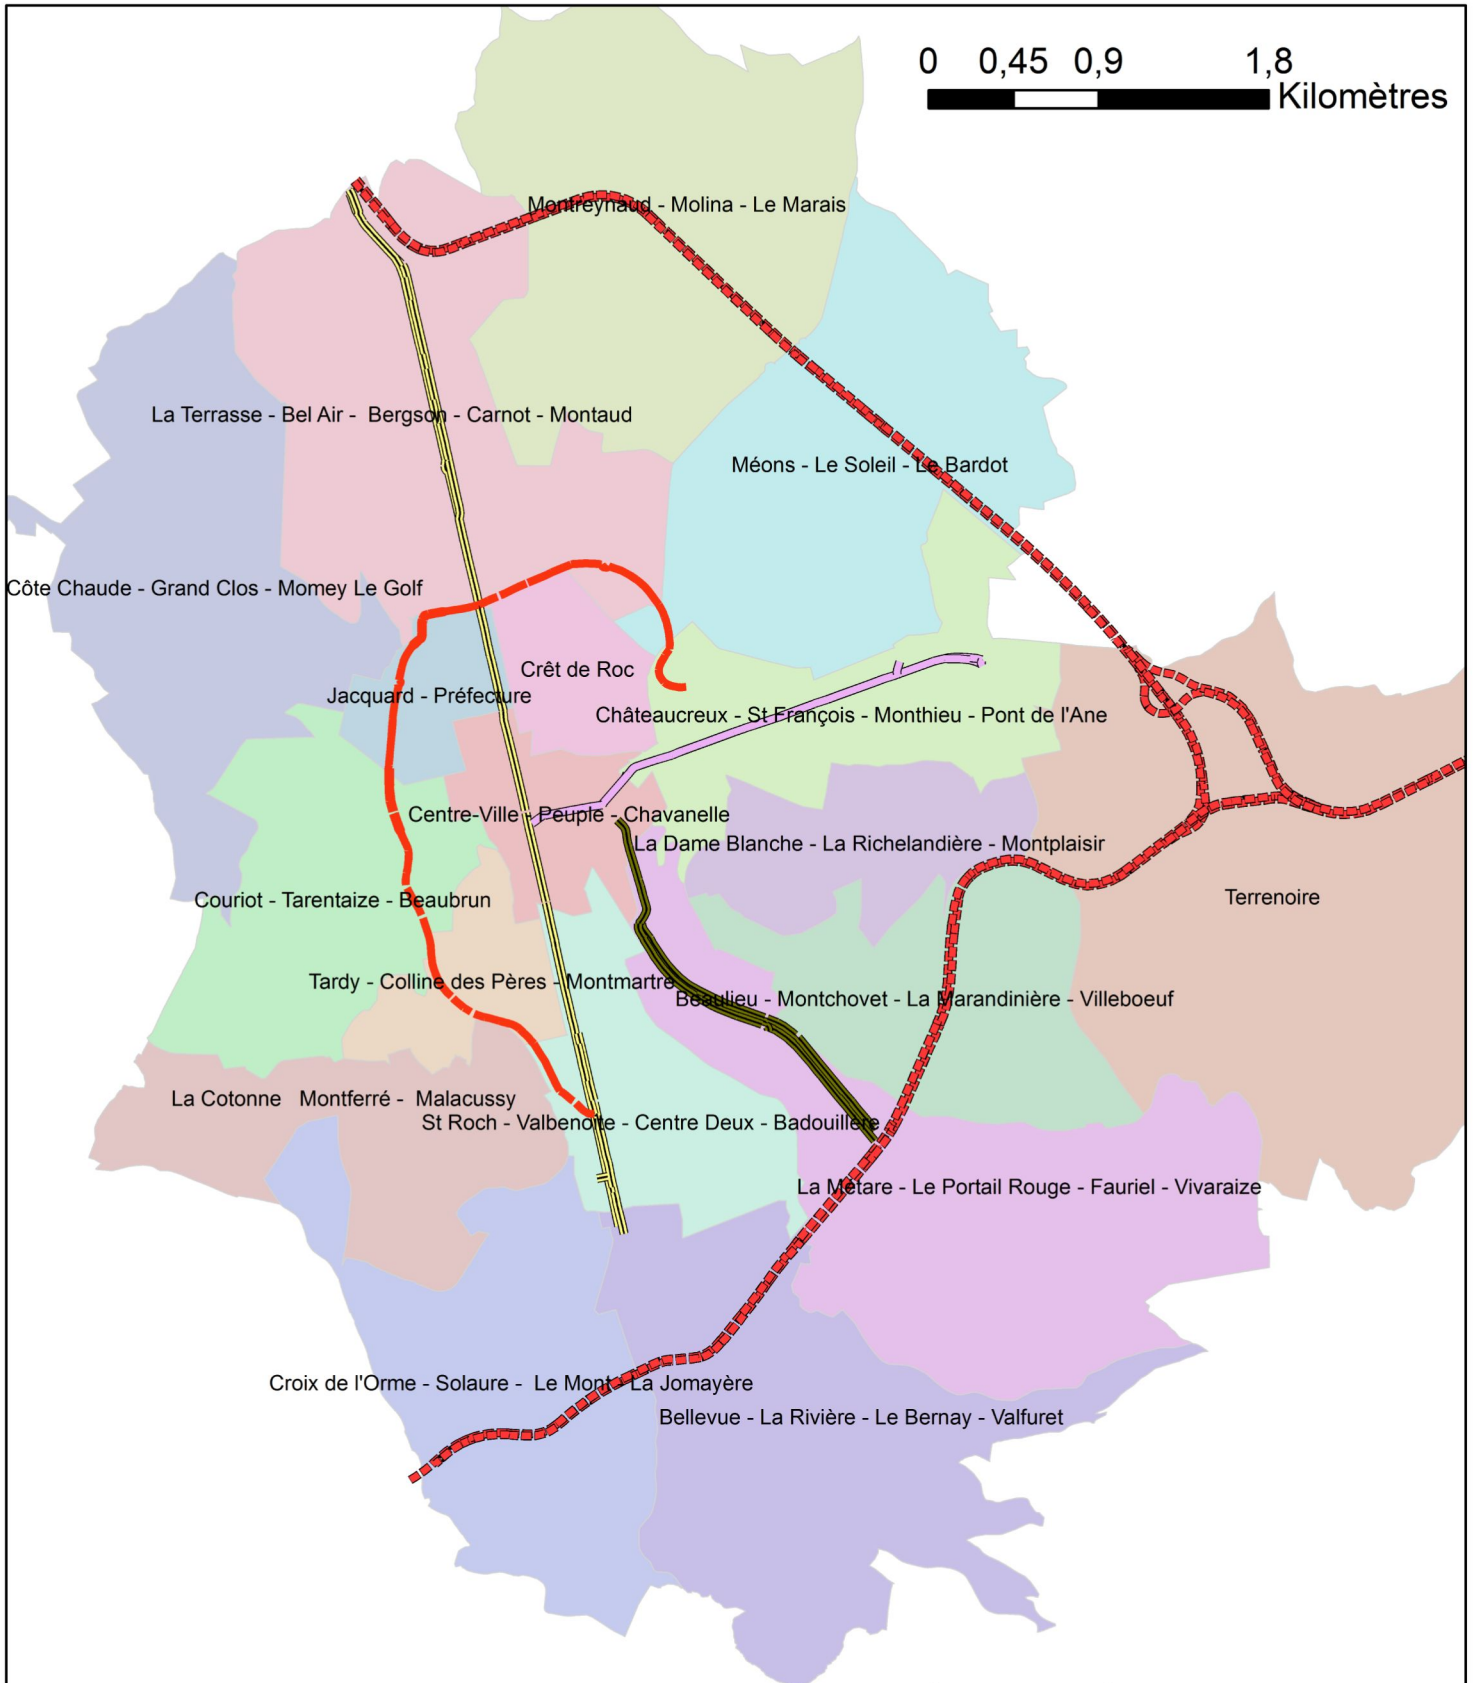 0 0,45 0,9 1,8
Kilomètres
Montreynaud - Molina - Le Marais
La Terrasse - Bel Air - Bergson - Carnot - Montaud
Méons - Le Soleil - Le Bardot
Côte Chaude - Grand Clos - Momey Le Golf
Crêt de Roc
Jacquard - Préfecture
Châteaucreux - St François - Monthieu - Pont de l'Ane
Centre-Ville - Peuple - Chavanelle
La Dame Blanche - La Richelandière - Montplaisir
Couriot - Tarentaize - Beaubrun
Terrenoire
Tardy - Colline des Pères - Montmartre
Beaulieu - Montchovet - La Marandinière - Villeboeuf
La Cotonne Montferré - Malacussy
St Roch - Valbenoîte - Centre Deux - Badouillère
La Métare - Le Portail Rouge - Fauriel - Vivaraize
Croix de l'Orme - Solaure - Le Mont - La Jomayère
Bellevue - La Rivière - Le Bernay - Valfuret